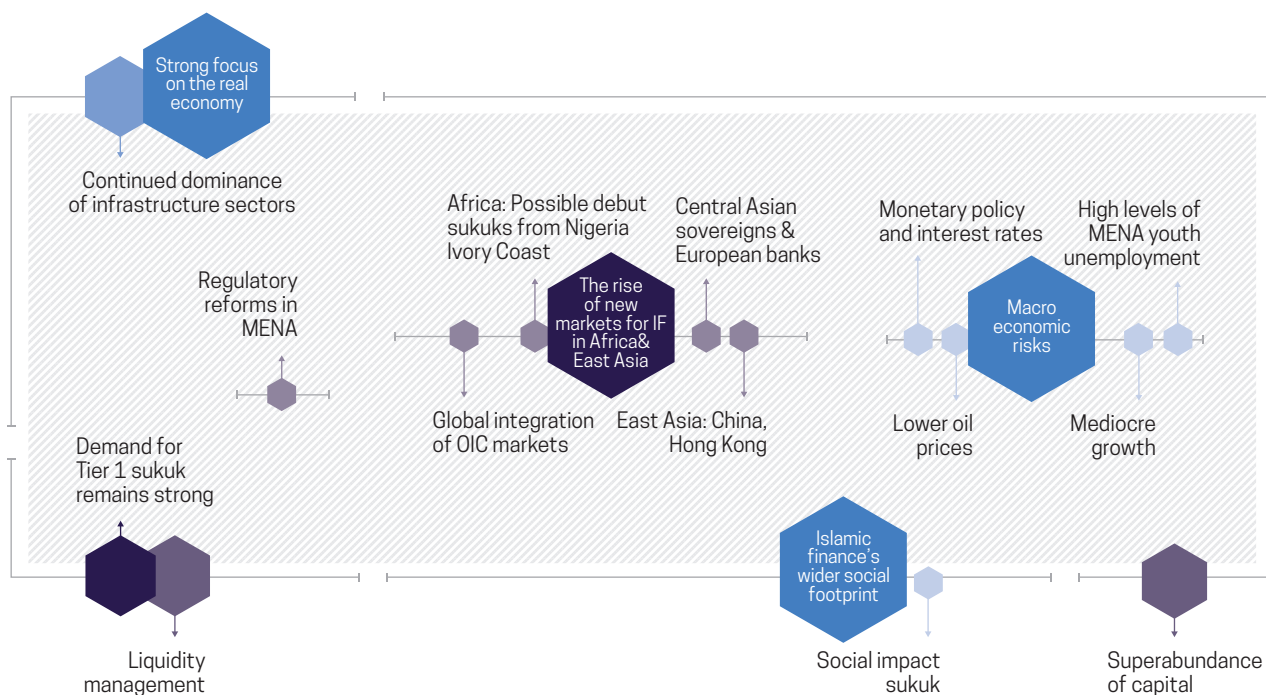 Strong focus
on the real
economy
Continued dominance
of infrastructure sectors
Regulatory
reforms in
MENA
Africa: Possible debut
sukuks from Nigeria
Ivory Coast
Central Asian
sovereigns &
European banks
The rise
of new
markets for IF
in Africa&
East Asia
Global integration
of OIC markets
East Asia: China,
Hong Kong
Monetary policy
and interest rates
High levels of
MENA youth
unemployment
Macro
economic
risks
Lower oil
prices
Mediocre
growth
Demand for
Tier 1 sukuk
remains strong
Liquidity
management
Islamic
finance’s
wider social
footprint
Social impact
sukuk
Superabundance
of capital